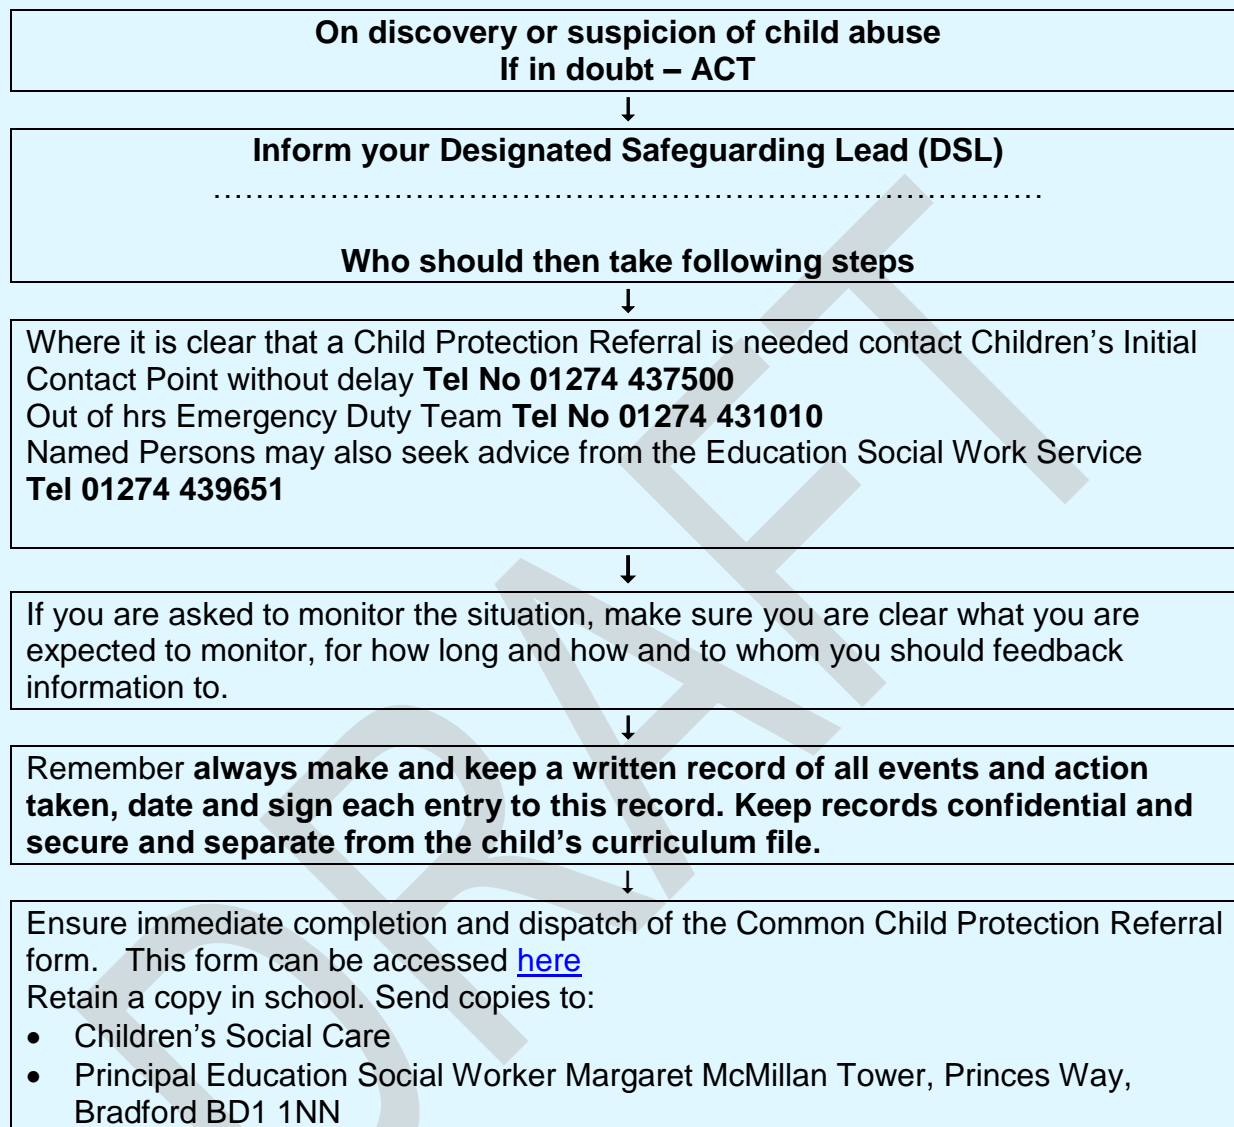 On discovery or suspicion of child abuse
If in doubt – ACT
↓
Inform your Designated Safeguarding Lead (DSL)
……………………………………………………………………
Who should then take following steps
↓
Where it is clear that a Child Protection Referral is needed contact Children’s Initial
Contact Point without delay Tel No 01274 437500
Out of hrs Emergency Duty Team Tel No 01274 431010
Named Persons may also seek advice from the Education Social Work Service
Tel 01274 439651
↓
If you are asked to monitor the situation, make sure you are clear what you are
expected to monitor, for how long and how and to whom you should feedback
information to.
↓
Remember always make and keep a written record of all events and action
taken, date and sign each entry to this record. Keep records confidential and
secure and separate from the child’s curriculum file.
↓
Ensure immediate completion and dispatch of the Common Child Protection Referral
form.   This form can be accessed here
Retain a copy in school. Send copies to:
• Children’s Social Care
• Principal Education Social Worker Margaret McMillan Tower, Princes Way,
Bradford BD1 1NN
DRAFT